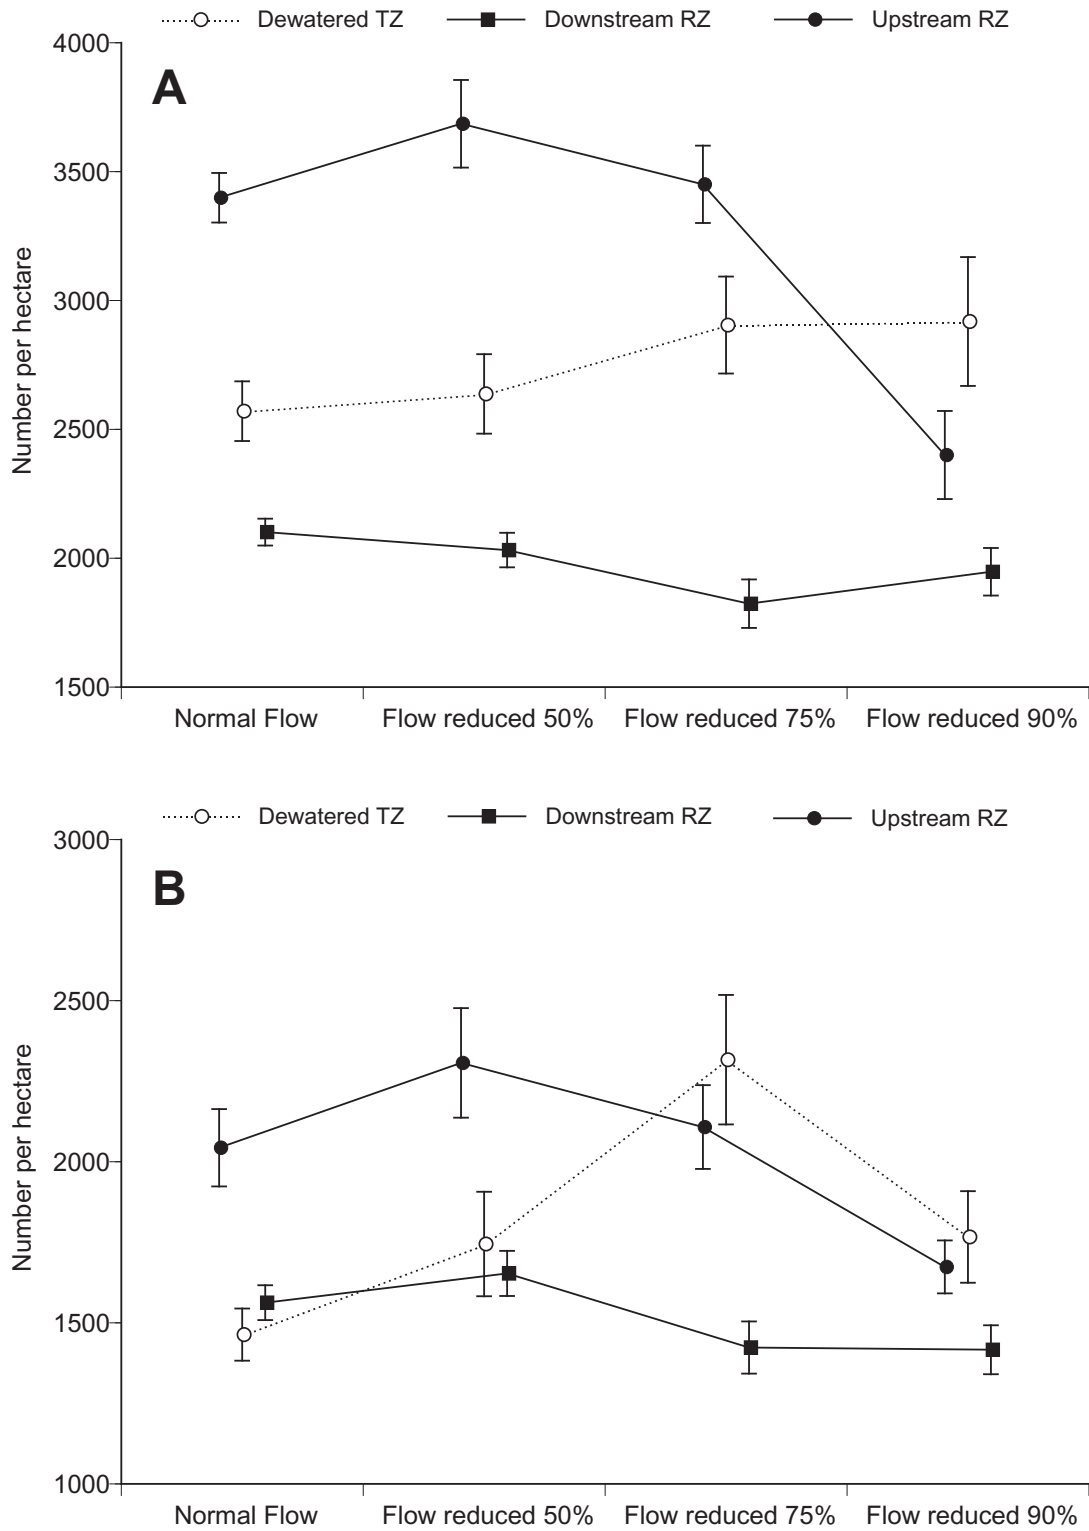 Dewatered TZ Downstream RZ Upstream RZ
4000
A
3500
3000
2500
2000
1500
Number per hectare
Normal Flow Flow reduced 50% Flow reduced 75% Flow reduced 90%
Dewatered TZ Downstream RZ Upstream RZ
3000
B
2500
2000
1500
1000
Number per hectare
Normal Flow Flow reduced 50% Flow reduced 75% Flow reduced 90%